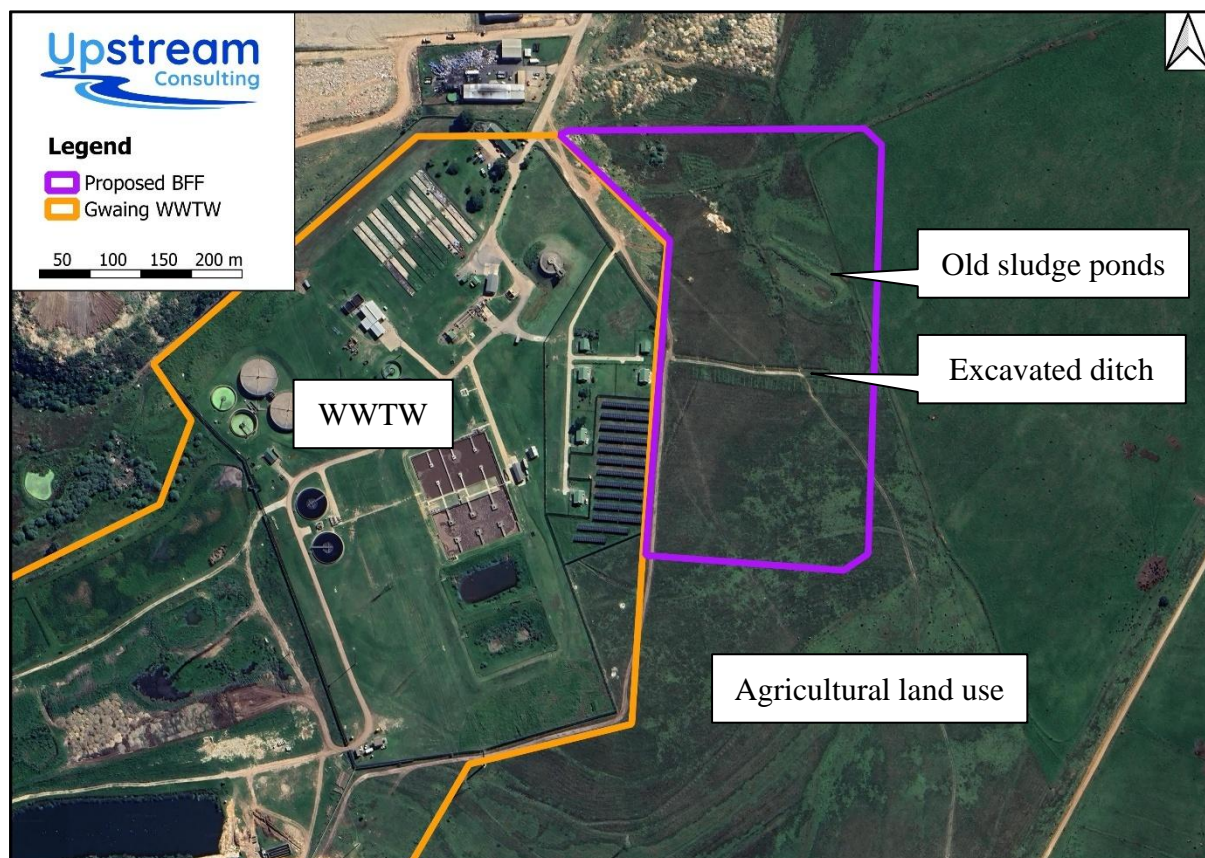 Upstream
Consulting
Legend
Proposed BFF
Gwaing WWTW
50 100 150 200 m
Old sludge ponds
Excavated ditch
WWTW
Agricultural land use